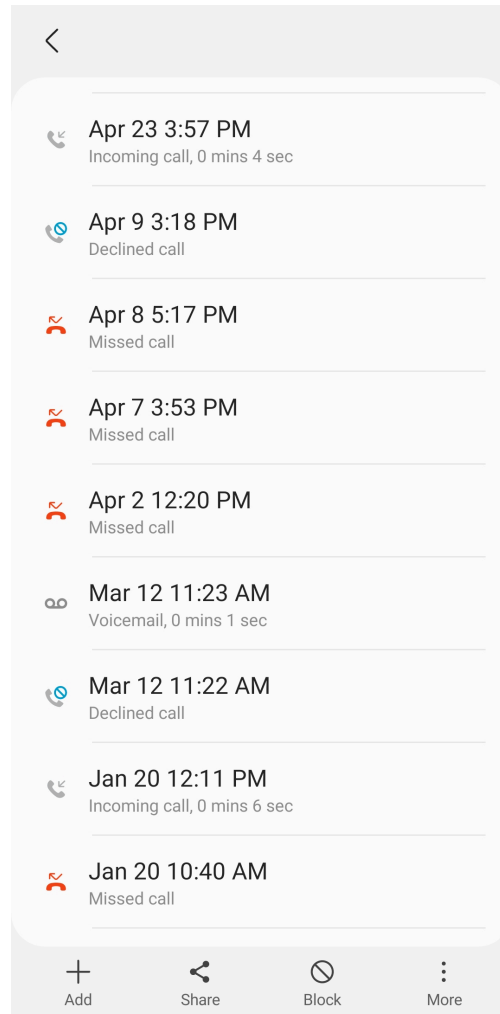 Apr 23 3:57 PM
Incoming call, 0 mins 4 sec
Apr 9 3:18 PM
Declined call
Apr 8 5:17 PM
Missed call
Apr 7 3:53 PM
Missed call
Apr 2 12:20 PM
Missed call
Mar 12 11:23 AM
Voicemail, 0 mins 1 sec
Mar 12 11:22 AM
Declined call
Jan 20 12:11 PM
Incoming call, 0 mins 6 sec
Jan 20 10:40 AM
Missed call
Add Share Block More